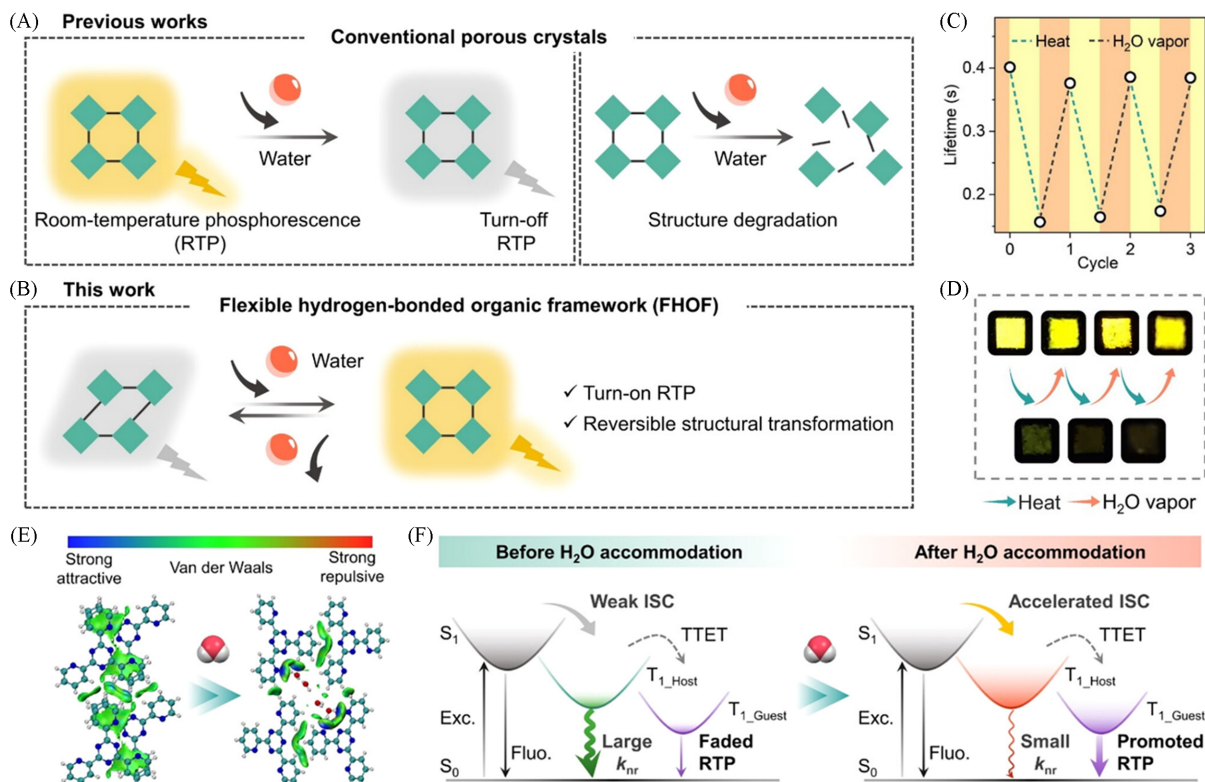 (A)
Previous works
Conventional porous crystals
Water
Room-temperature phosphorescence
(RTP)
Turn-off
RTP
Water
Structure degradation
(B)
This work
Flexible hydrogen-bonded organic framework (FHOF)
Water
✓ Turn-on RTP
✓ Reversible structural transformation
(C)
Heat
H₂O vapor
Lifetime (s)
0.4
0.3
0.2
0 1 2 3
Cycle
(D)
Heat H₂O vapor
(E)
Strong
attractive
Van der Waals
Strong
repulsive
(F)
Before H₂O accommodation
Weak ISC
S₁
TTET
T₁_Host
T₁_Guest
Exc.
Fluo.
Large
kₙᵣ
Faded
RTP
S₀
After H₂O accommodation
Accelerated ISC
S₁
TTET
T₁_Host
T₁_Guest
Exc.
Fluo.
Small
kₙᵣ
Promoted
RTP
S₀